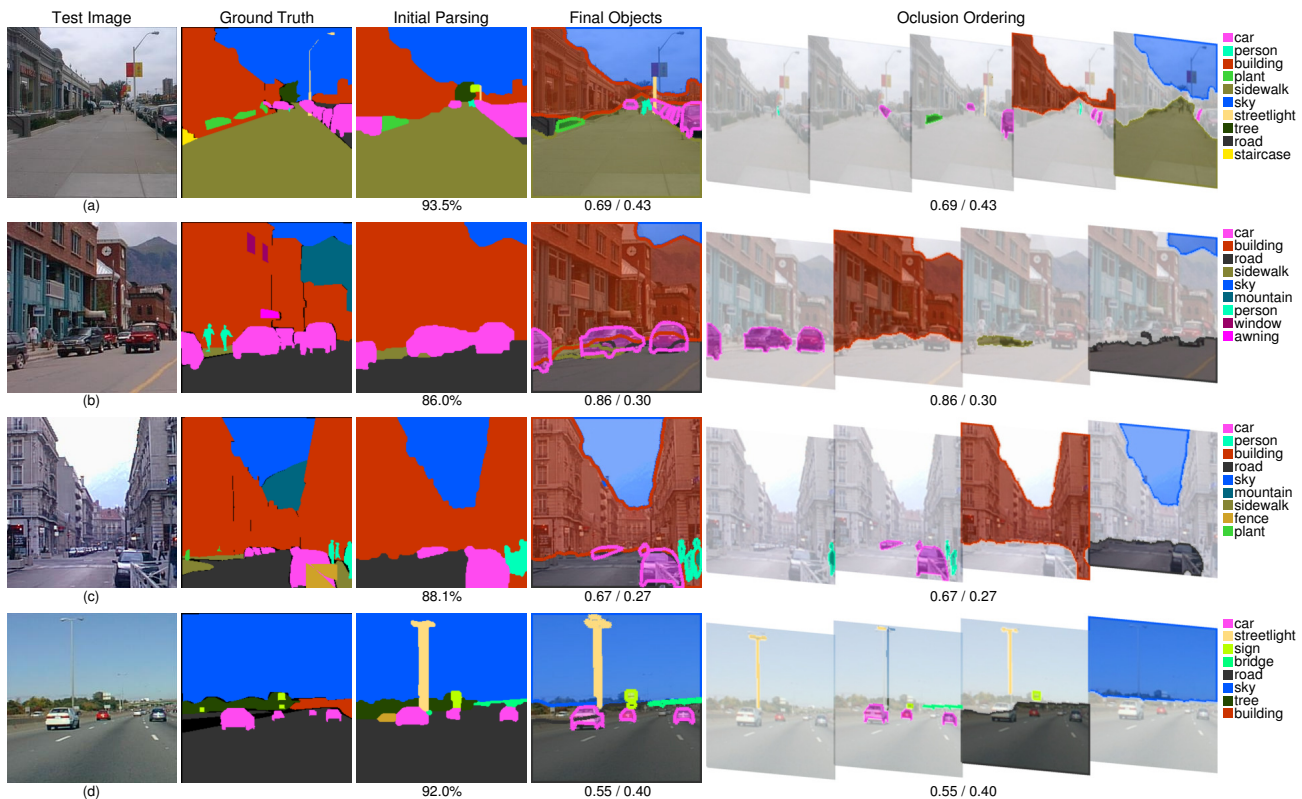 Test Image Ground Truth Initial Parsing Final Objects Oclusion Ordering
car
person
building
plant
sidewalk
sky
streetlight
tree
road
staircase
(a) 93.5% 0.69 / 0.43 0.69 / 0.43
car
building
road
sidewalk
sky
mountain
person
window
awning
(b) 86.0% 0.86 / 0.30 0.86 / 0.30
car
person
building
road
sky
mountain
sidewalk
fence
plant
(c) 88.1% 0.67 / 0.27 0.67 / 0.27
car
streetlight
sign
bridge
road
sky
tree
building
(d) 92.0% 0.55 / 0.40 0.55 / 0.40